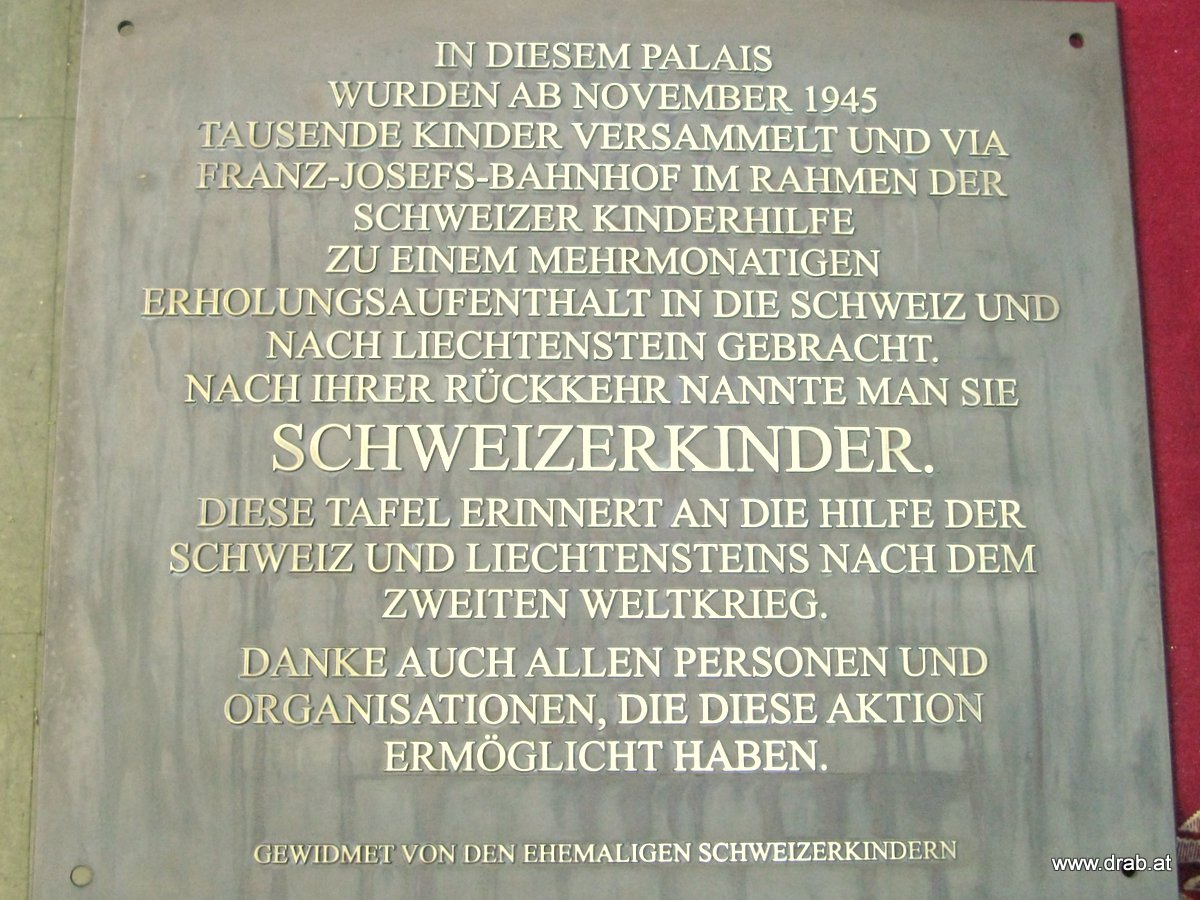 IN DIESEM PALAIS
WURDEN AB NOVEMBER 1945
TAUSENDE KINDER VERSAMMELT UND VIA
FRANZ-JOSEFS-BAHNHOF IM RAHMEN DER
SCHWEIZER KINDERHILFE
ZU EINEM MEHRMONATIGEN
ERHOLUNGSAUFENTHALT IN DIE SCHWEIZ UND
NACH LIECHTENSTEIN GEBRACHT.
NACH IHRER RÜCKKEHR NANNTE MAN SIE
SCHWEIZERKINDER.
DIESE TAFEL ERINNERT AN DIE HILFE DER
SCHWEIZ UND LIECHTENSTEINS NACH DEM
ZWEITEN WELTKRIEG.
DANKE AUCH ALLEN PERSONEN UND
ORGANISATIONEN, DIE DIESE AKTION
ERMÖGLICHT HABEN.
GEWIDMET VON DEN EHEMALIGEN SCHWEIZERKINDERN
www.drab.at